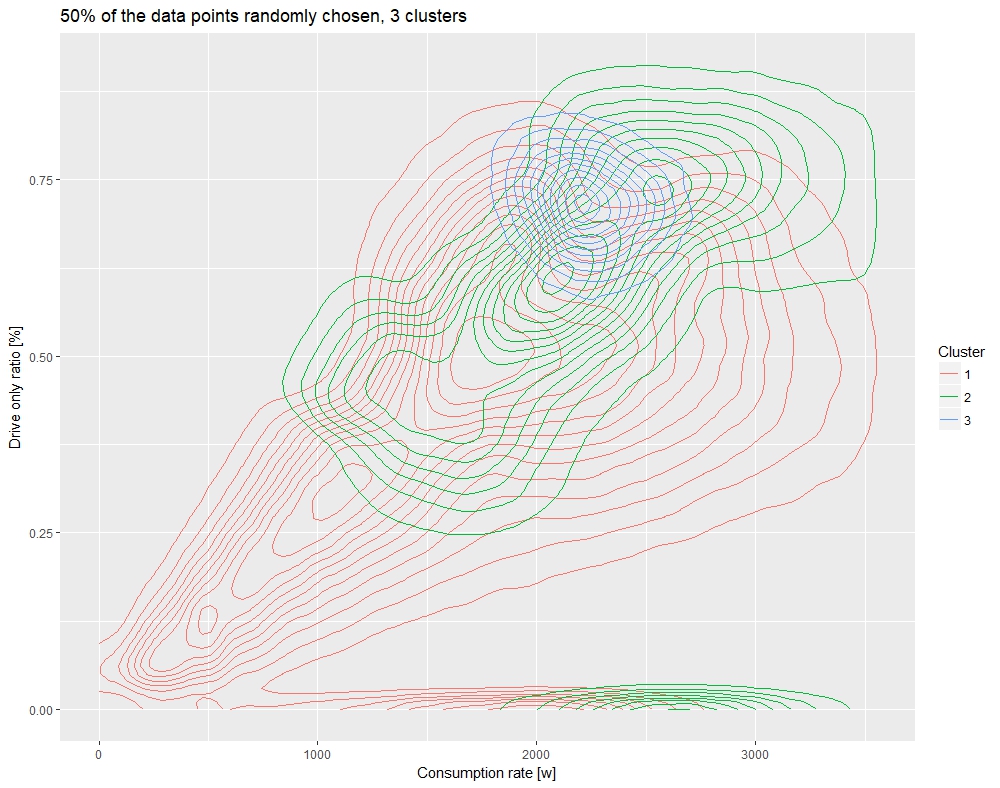 50% of the data points randomly chosen, 3 clusters
Drive only ratio [%]
0.75
0.50
0.25
0.00
0
1000
2000
3000
Consumption rate [w]
Cluster
1
2
3